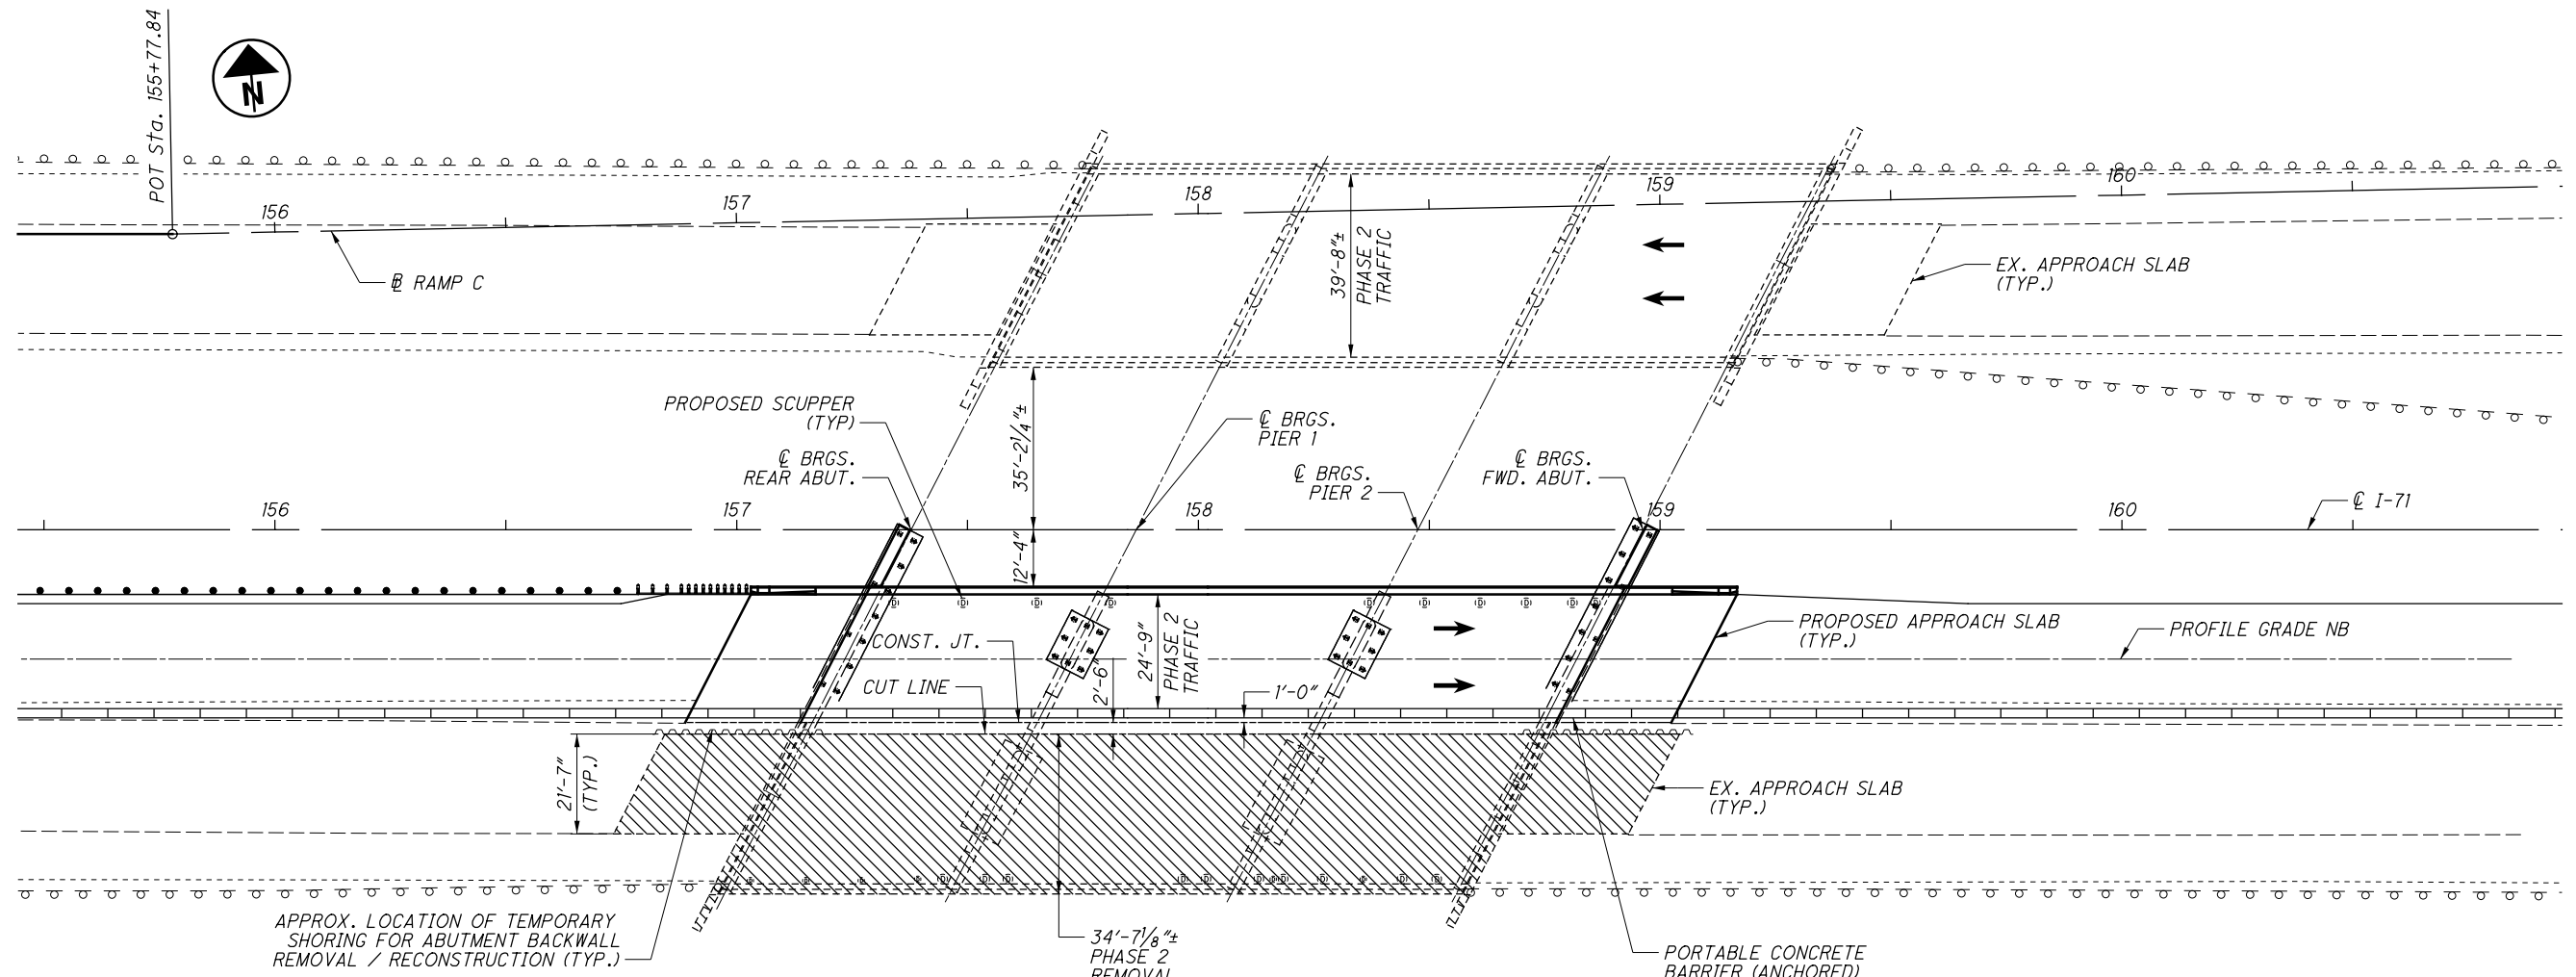 POT Sta. 155+77.84
N
156
157
158
159
160
℄ RAMP C
39'-8"±
PHASE 2
TRAFFIC
EX. APPROACH SLAB
(TYP.)
PROPOSED SCUPPER
(TYP)
℄ BRGS.
REAR ABUT.
35'-2¼"±
℄ BRGS.
PIER 1
℄ BRGS.
PIER 2
℄ BRGS.
FWD. ABUT.
156
157
158
159
160
℄ I-71
12'-4"
CONST. JT.
CUT LINE
2'-6"
24'-9"
PHASE 2
TRAFFIC
1'-0"
PROPOSED APPROACH SLAB
(TYP.)
PROFILE GRADE NB
21'-7"
(TYP.)
EX. APPROACH SLAB
(TYP.)
APPROX. LOCATION OF TEMPORARY
SHORING FOR ABUTMENT BACKWALL
REMOVAL / RECONSTRUCTION (TYP.)
34'-7⅛"±
PHASE 2
REMOVAL
PORTABLE CONCRETE
BARRIER (ANCHORED)